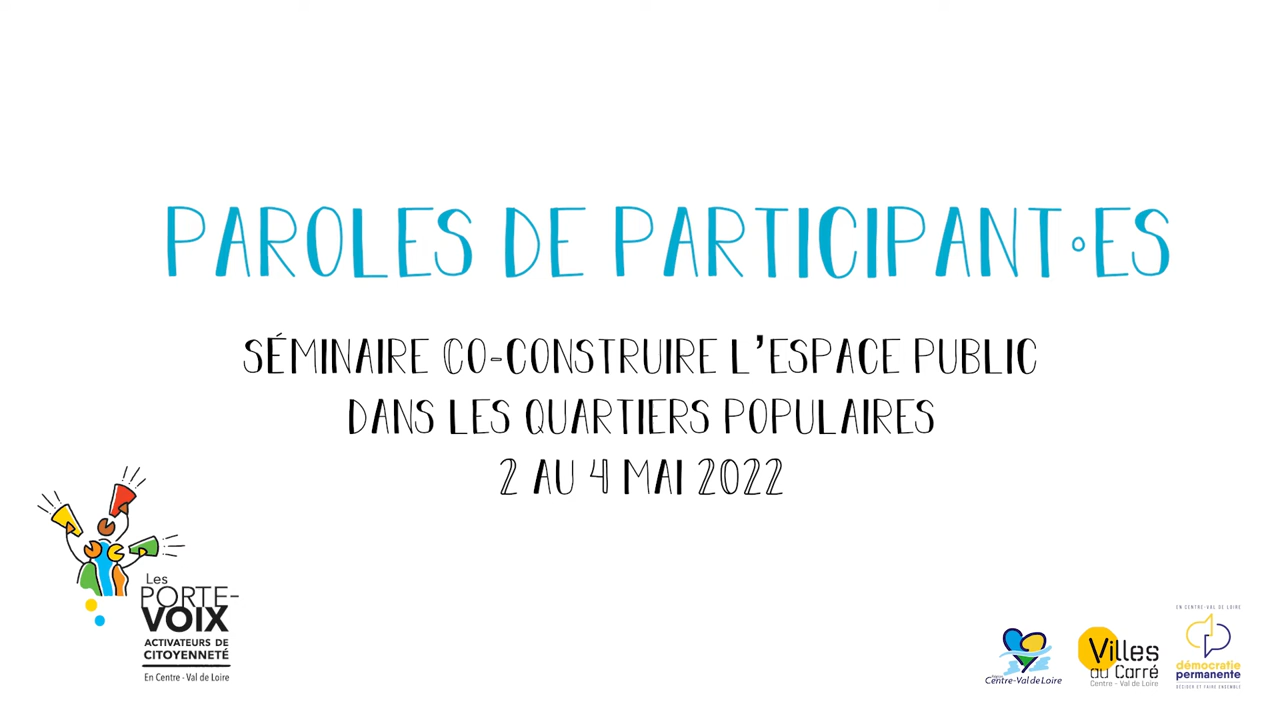 PAROLES DE PARTICIPANT•ES
SÉMINAIRE CO-CONSTRUIRE L'ESPACE PUBLIC
DANS LES QUARTIERS POPULAIRES
2 AU 4 MAI 2022
Les
PORTE-
VOIX
ACTIVATEURS DE
CITOYENNETÉ
En Centre - Val de Loire
Centre-Val de Loire
Villes
au Carré
Centre - Val de Loire
EN CENTRE-VAL DE LOIRE
démocratie
permanente
DÉCIDER ET FAIRE ENSEMBLE